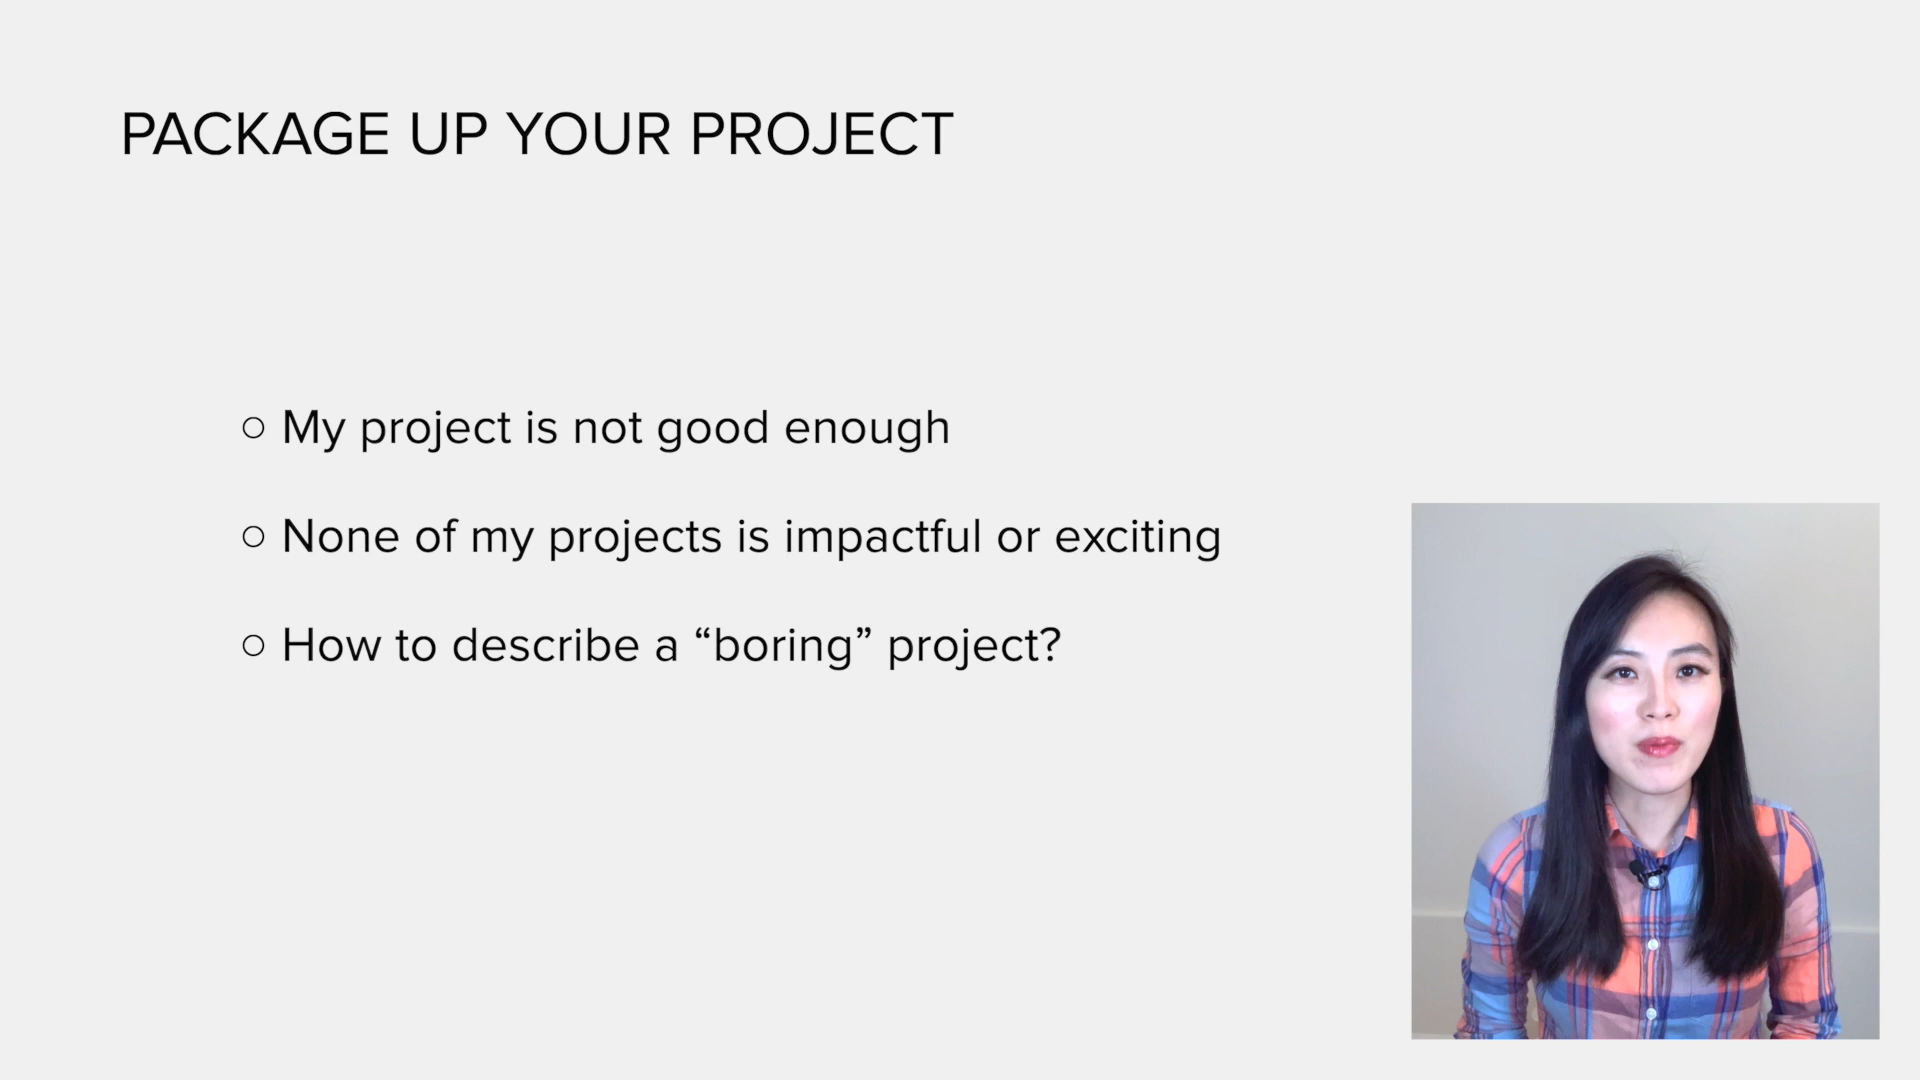 PACKAGE UP YOUR PROJECT
○ My project is not good enough
○ None of my projects is impactful or exciting
○ How to describe a “boring” project?